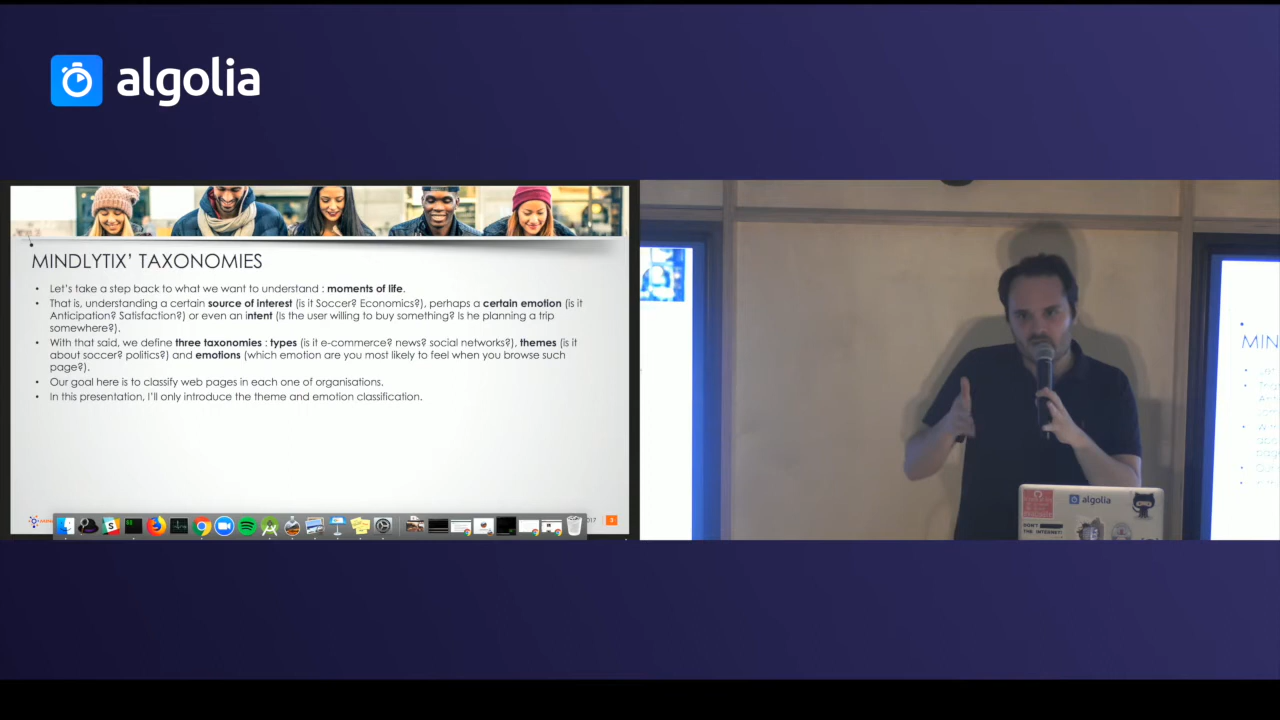 algolia
MINDLYTIX' TAXONOMIES
• Let's take a step back to what we want to understand : moments of life.
• That is, understanding a certain source of interest (is it Soccer? Economics?), perhaps a certain emotion (is it
Anticipation? Satisfaction?) or even an intent (Is the user willing to buy something? Is he planning a trip
somewhere?).
• With that said, we define three taxonomies : types (is it e-commerce? news? social networks?), themes (is it
about soccer? politics?) and emotions (which emotion are you most likely to feel when you browse such
page?).
• Our goal here is to classify web pages in each one of organisations.
• In this presentation, I'll only introduce the theme and emotion classification.
MIN
algolia
DON'T
THE INTERNET!